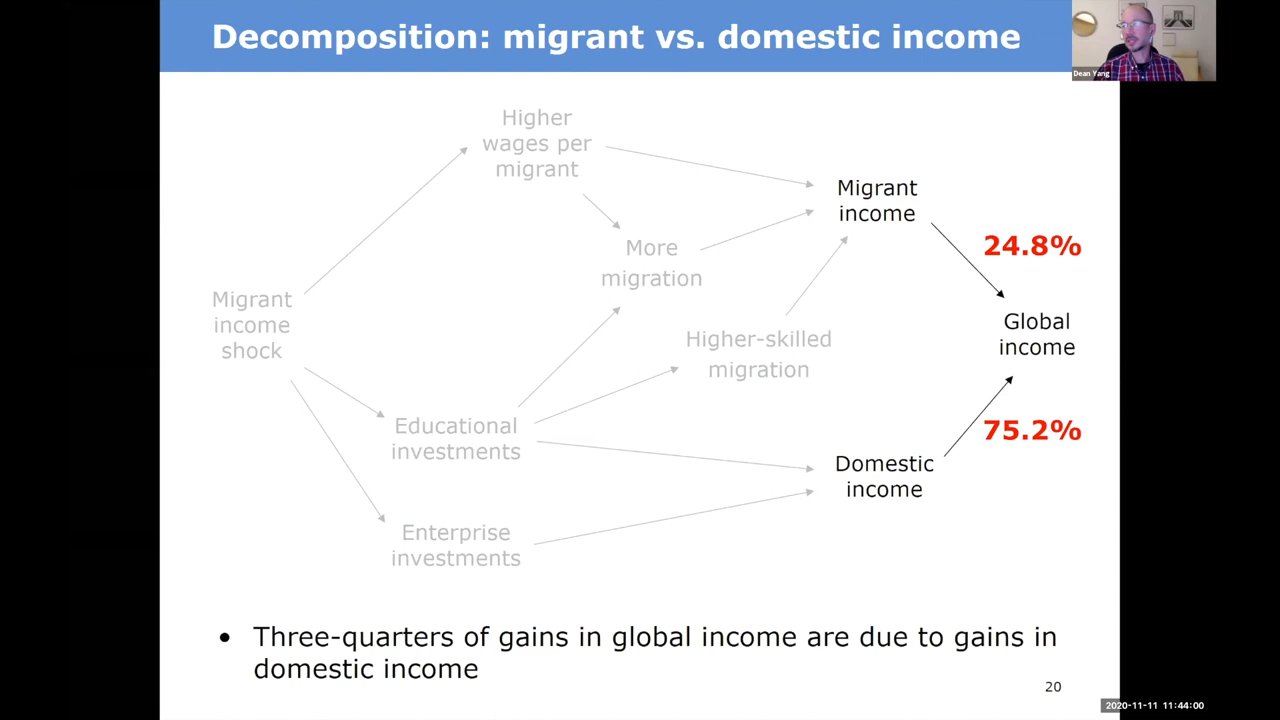 Decomposition: migrant vs. domestic income
Dean Yang
Higher
wages per
migrant
Migrant
income
24.8%
More
migration
Migrant
income
shock
Global
income
Higher-skilled
migration
Educational
investments
75.2%
Domestic
income
Enterprise
investments
• Three-quarters of gains in global income are due to gains in
domestic income
20
2020-11-11 11:44:00